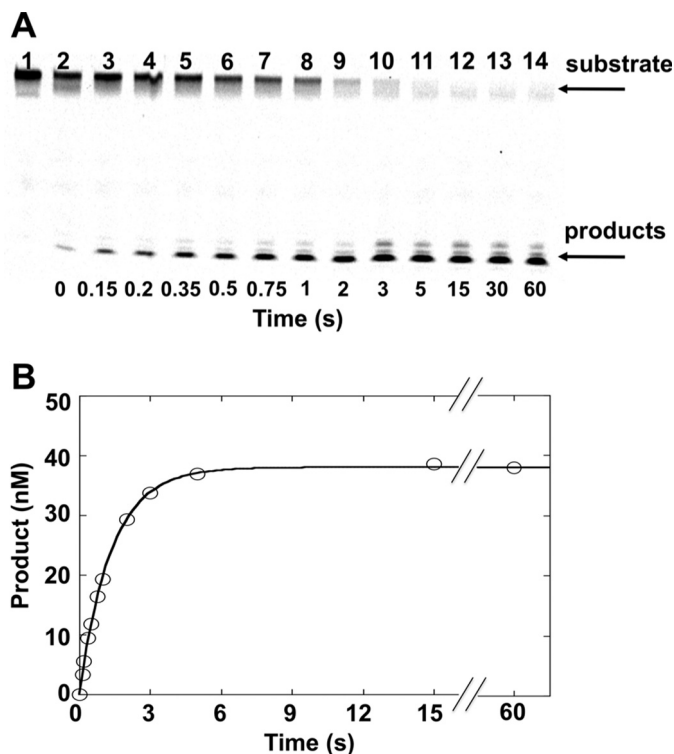 A
1 2 3 4 5 6 7 8 9 10 11 12 13 14 substrate
products
0 0.15 0.2 0.35 0.5 0.75 1 2 3 5 15 30 60
Time (s)
B
50
40
30
20
10
0
Product (nM)
0 3 6 9 12 15 60
Time (s)